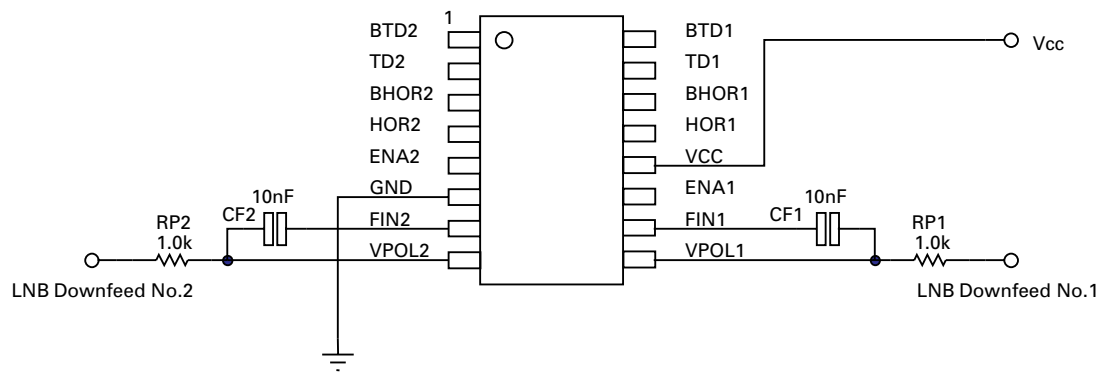 1
BTD2
BTD1
Vcc
TD2
TD1
BHOR2
BHOR1
HOR2
HOR1
ENA2
VCC
GND
ENA1
10nF
CF2
FIN2
FIN1
CF1
10nF
RP2
1.0k
VPOL2
VPOL1
RP1
1.0k
LNB Downfeed No.2
LNB Downfeed No.1